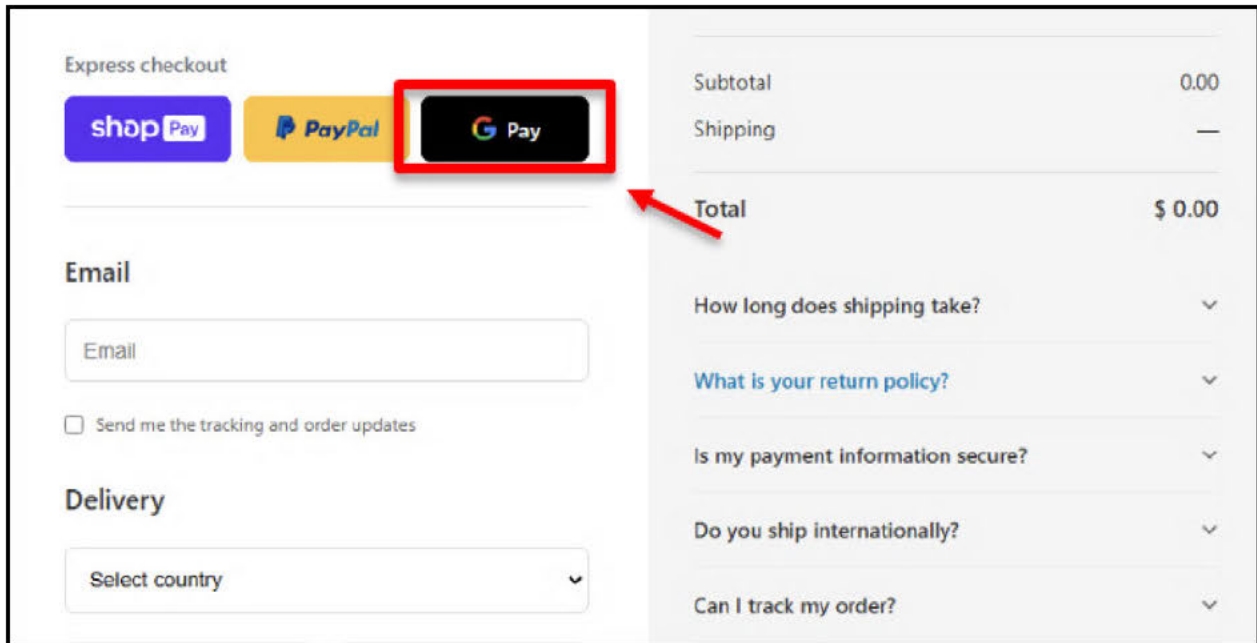 Express checkout
shop Pay
PayPal
G Pay
Email
Email
Send me the tracking and order updates
Delivery
Select country
Subtotal 0.00
Shipping —
Total $ 0.00
How long does shipping take?
What is your return policy?
Is my payment information secure?
Do you ship internationally?
Can I track my order?